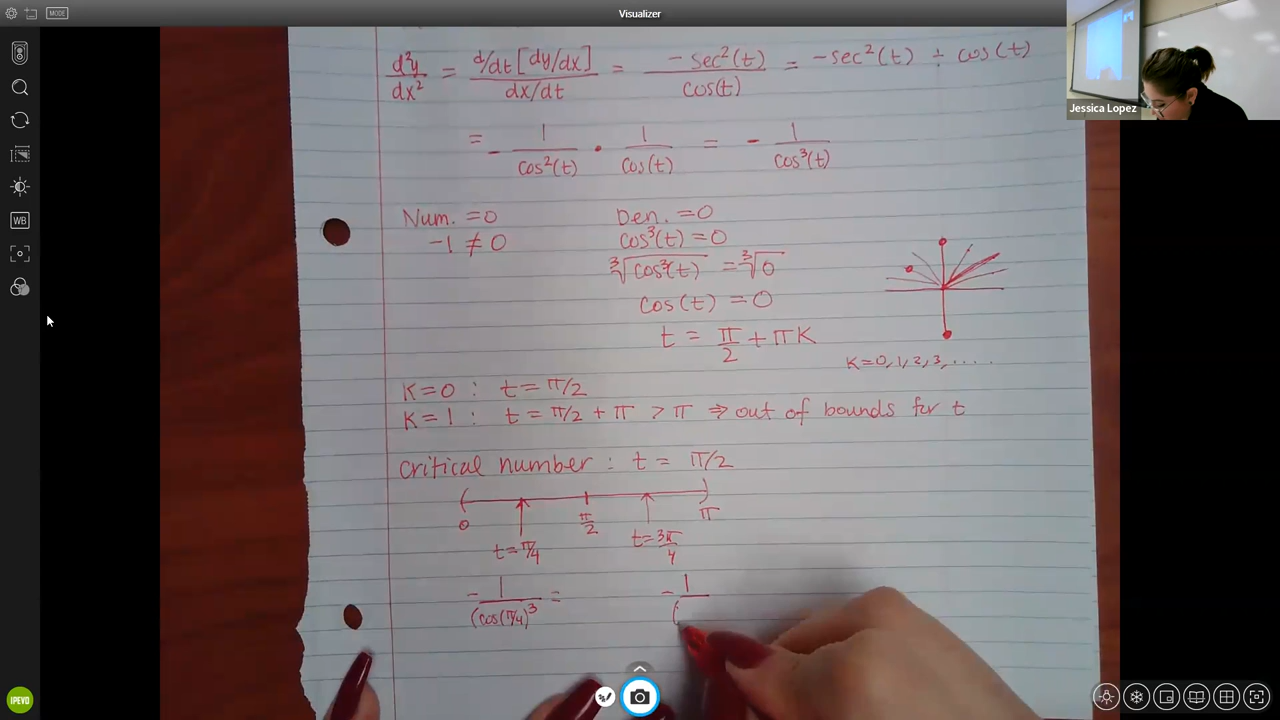 MODE
Visualizer
Jessica Lopez
d²y/dx² = d/dt[dy/dx] / dx/dt = -sec²(t) / cos(t) = -sec²(t) ÷ cos(t)
= - 1/cos²(t) • 1/cos(t) = - 1/cos³(t)
Num. = 0 Den. = 0
-1 ≠ 0 cos³(t) = 0
∛cos³(t) = ∛0
cos(t) = 0
t = π/2 + πK
K=0,1,2,3,....
K=0 : t = π/2
K=1 : t = π/2 + π > π ⇒ out of bounds for t
Critical number : t = π/2
0 π/2 π
t=π/4 t=3π/4
- 1/(cos(π/4)³ = - 1/(
WB
IPEVO